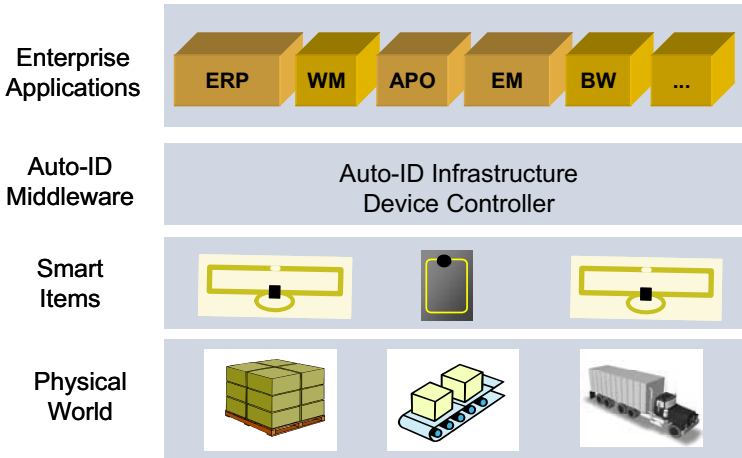 Enterprise
Applications
ERP WM APO EM BW ...
Auto-ID
Middleware
Auto-ID Infrastructure
Device Controller
Smart
Items
Physical
World